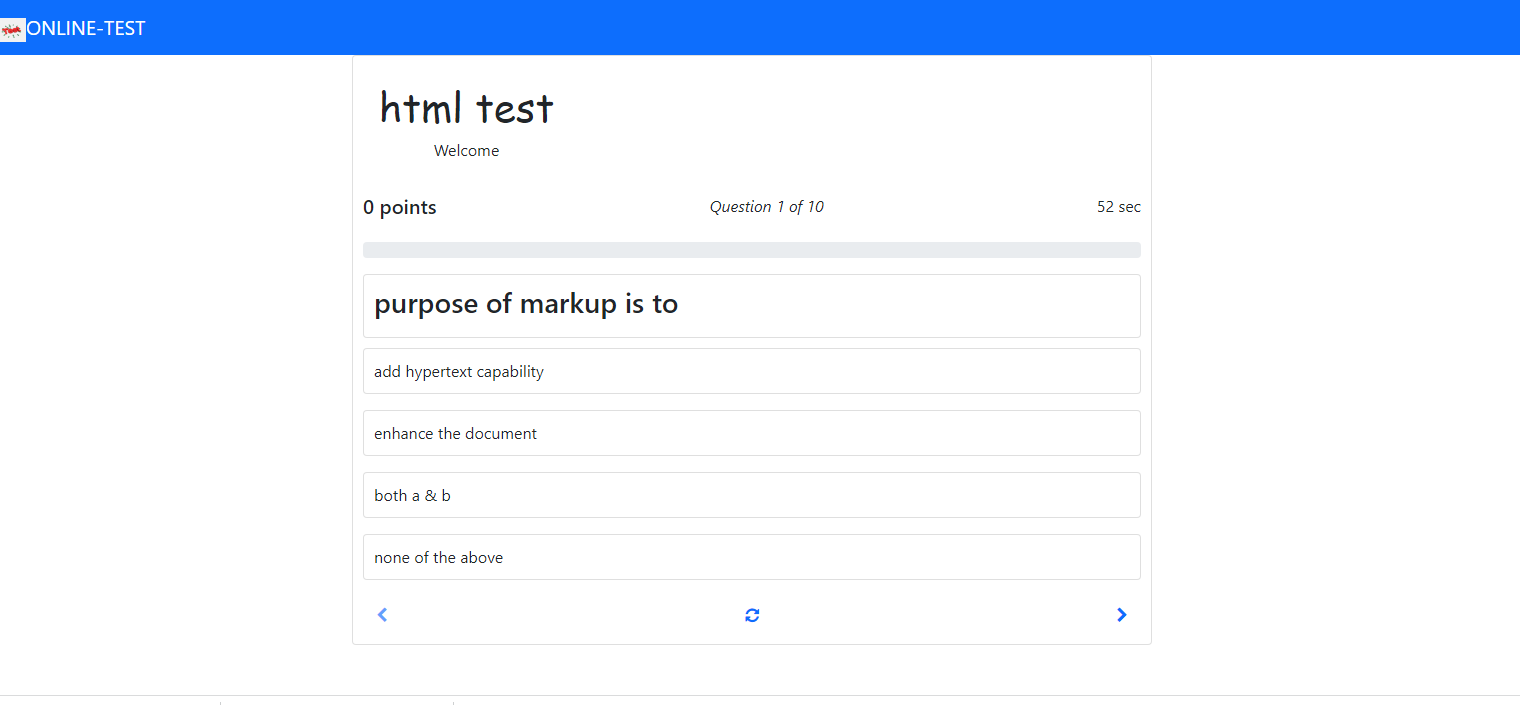 ONLINE-TEST
html test
Welcome
0 points Question 1 of 10 52 sec
purpose of markup is to
add hypertext capability
enhance the document
both a & b
none of the above